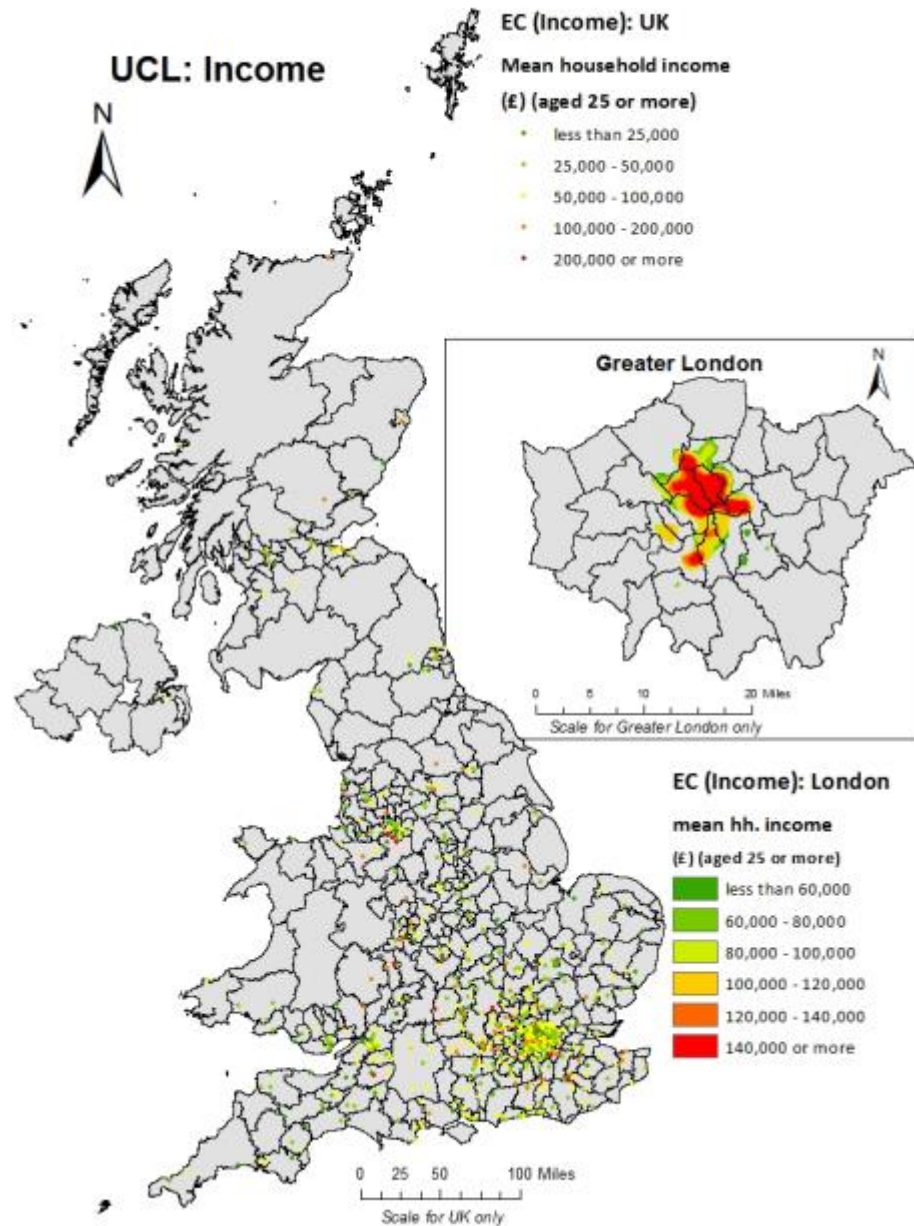 UCL: Income
N
EC (Income): UK
Mean household income
(£) (aged 25 or more)
less than 25,000
25,000 - 50,000
50,000 - 100,000
100,000 - 200,000
200,000 or more
Greater London
N
0 5 10 20 Miles
Scale for Greater London only
EC (Income): London
mean hh. income
(£) (aged 25 or more)
less than 60,000
60,000 - 80,000
80,000 - 100,000
100,000 - 120,000
120,000 - 140,000
140,000 or more
0 25 50 100 Miles
Scale for UK only